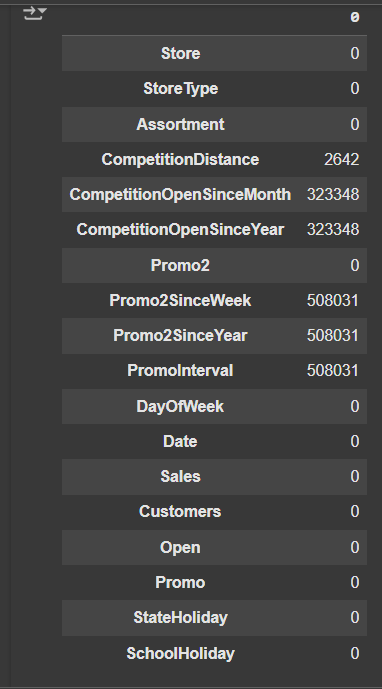 0
Store 0
StoreType 0
Assortment 0
CompetitionDistance 2642
CompetitionOpenSinceMonth 323348
CompetitionOpenSinceYear 323348
Promo2 0
Promo2SinceWeek 508031
Promo2SinceYear 508031
PromoInterval 508031
DayOfWeek 0
Date 0
Sales 0
Customers 0
Open 0
Promo 0
StateHoliday 0
SchoolHoliday 0